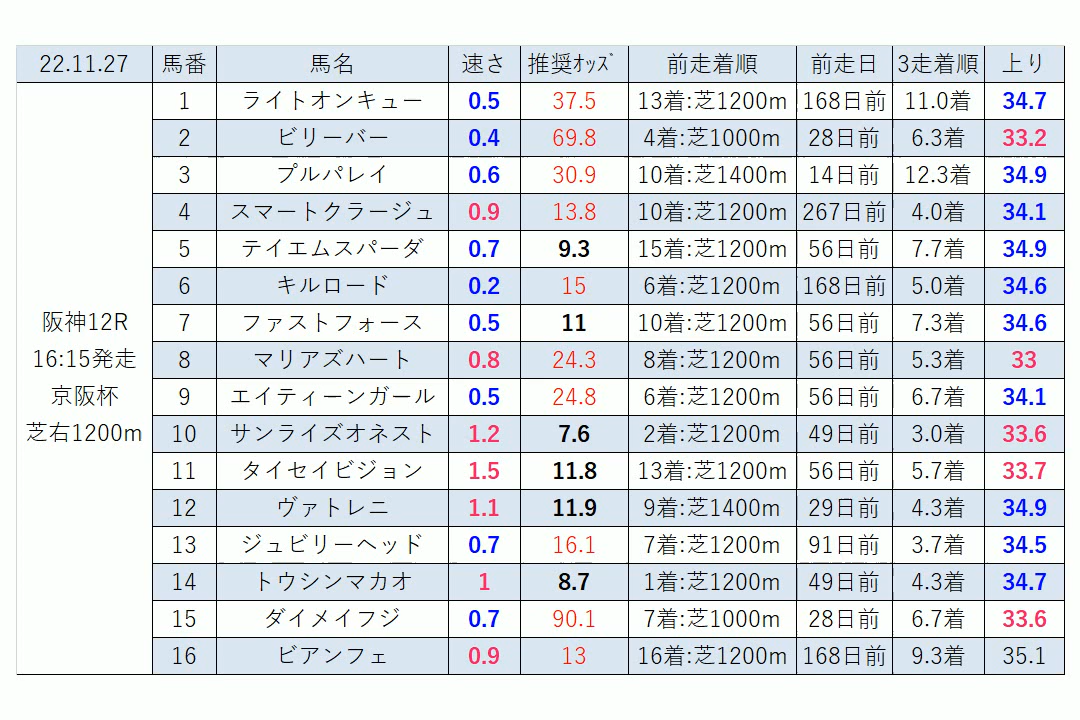 22.11.27 馬番 馬名 速さ 推奨ｵｯｽﾞ 前走着順 前走日 3走着順 上り
1 ライトオンキュー 0.5 37.5 13着:芝1200m 168日前 11.0着 34.7
2 ビリーバー 0.4 69.8 4着:芝1000m 28日前 6.3着 33.2
3 プルパレイ 0.6 30.9 10着:芝1400m 14日前 12.3着 34.9
4 スマートクラージュ 0.9 13.8 10着:芝1200m 267日前 4.0着 34.1
5 テイエムスパーダ 0.7 9.3 15着:芝1200m 56日前 7.7着 34.9
6 キルロード 0.2 15 6着:芝1200m 168日前 5.0着 34.6
阪神12R 7 ファストフォース 0.5 11 10着:芝1200m 56日前 7.3着 34.6
16:15発走 8 マリアズハート 0.8 24.3 8着:芝1200m 56日前 5.3着 33
京阪杯 9 エイティーンガール 0.5 24.8 6着:芝1200m 56日前 6.7着 34.1
芝右1200m 10 サンライズオネスト 1.2 7.6 2着:芝1200m 49日前 3.0着 33.6
11 タイセイビジョン 1.5 11.8 13着:芝1200m 56日前 5.7着 33.7
12 ヴァトレニ 1.1 11.9 9着:芝1400m 29日前 4.3着 34.9
13 ジュビリーヘッド 0.7 16.1 7着:芝1200m 91日前 3.7着 34.5
14 トウシンマカオ 1 8.7 1着:芝1200m 49日前 4.3着 34.7
15 ダイメイフジ 0.7 90.1 7着:芝1000m 28日前 6.7着 33.6
16 ビアンフェ 0.9 13 16着:芝1200m 168日前 9.3着 35.1